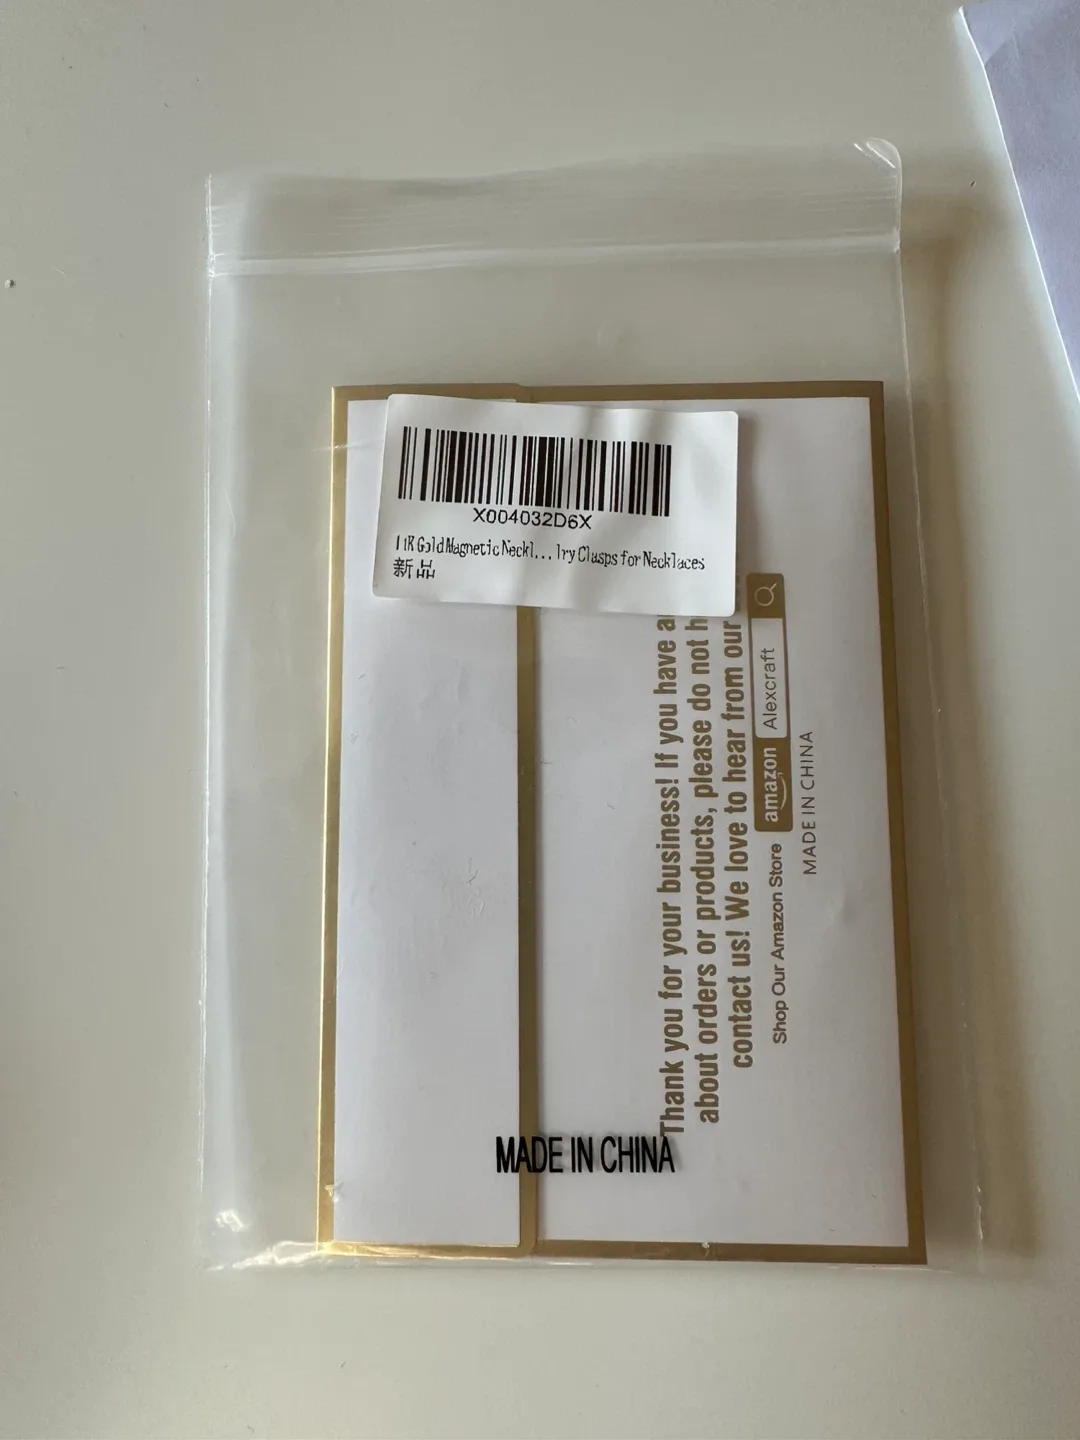 X004032D6X
Gold Magnetic Neckl... lry Clasps for Necklaces
新品
Thank you for your business! If you have a
about orders or products, please do not h
contact us! We love to hear from our
Shop Our Amazon Store amazon Alexcraft
MADE IN CHINA
MADE IN CHINA